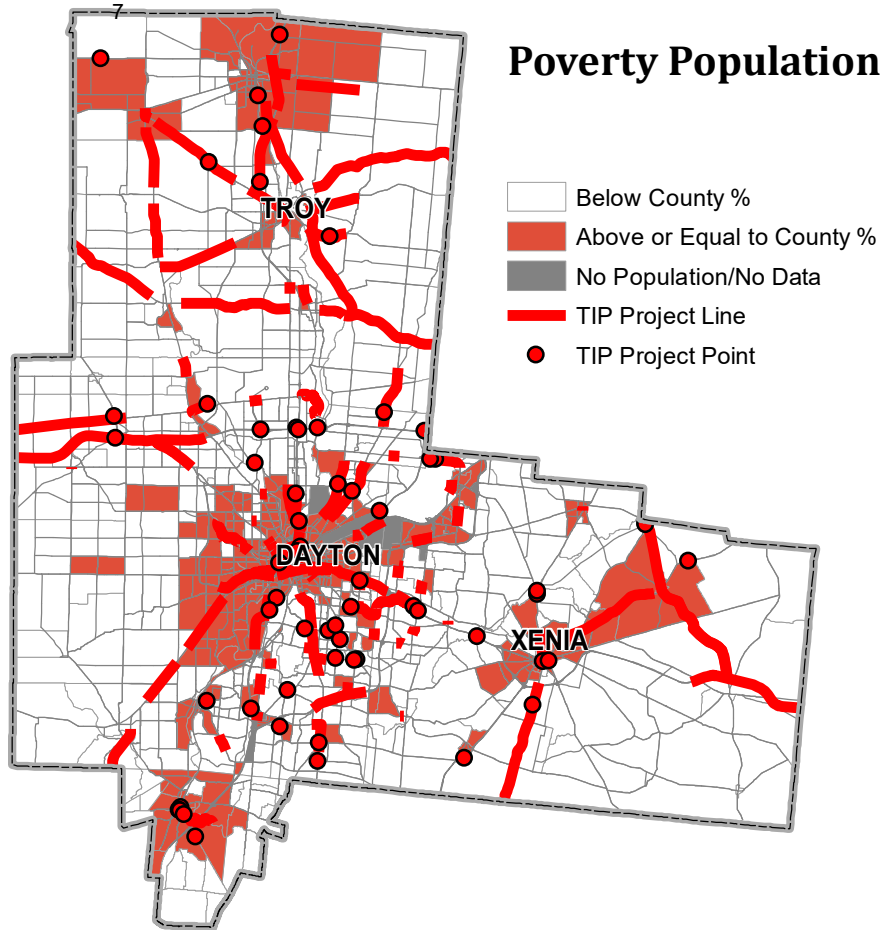 7
Poverty Population
Below County %
Above or Equal to County %
No Population/No Data
TIP Project Line
TIP Project Point
TROY
DAYTON
XENIA